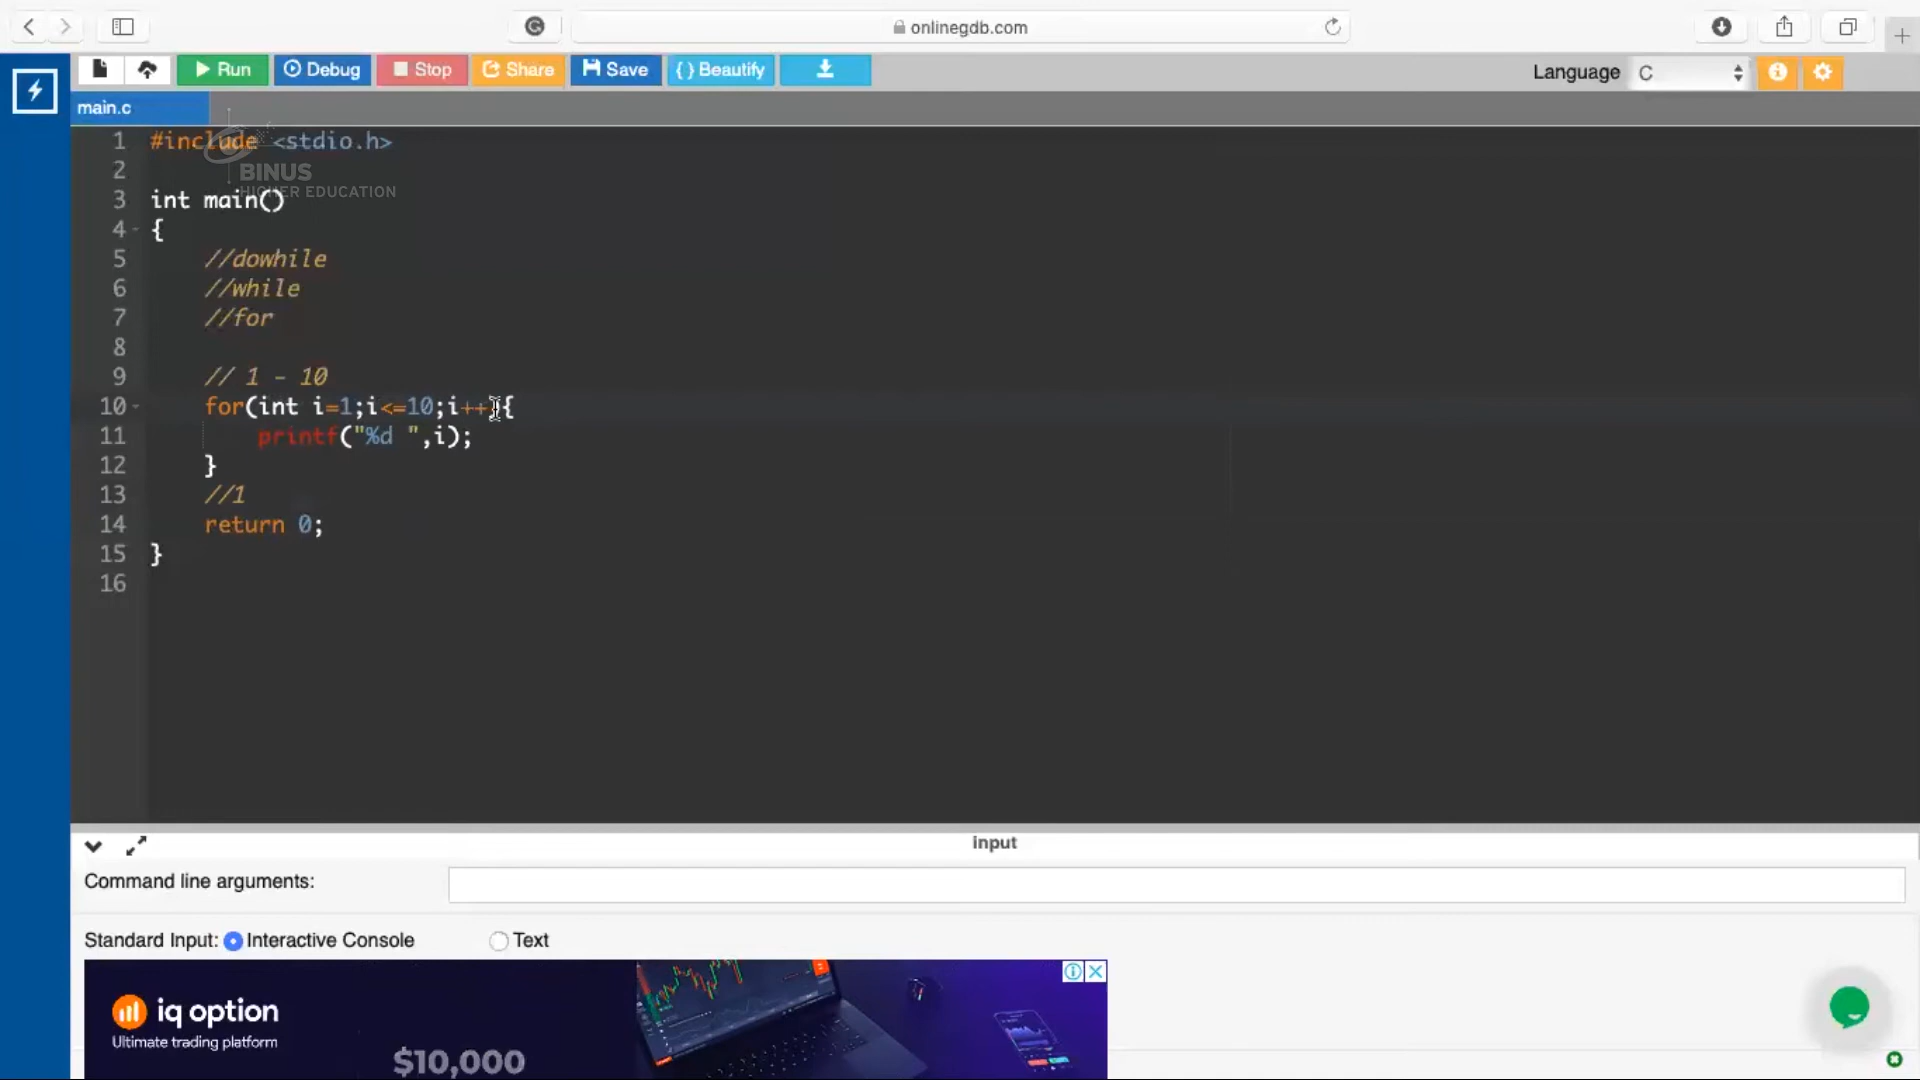 onlinegdb.com
Run
Debug
Stop
Share
Save
{ } Beautify
Language
C
main.c
BINUS
HIGHER EDUCATION
1 #include <stdio.h>
2
3 int main()
4 {
5 //dowhile
6 //while
7 //for
8
9 // 1 - 10
10 for(int i=1;i<=10;i++){
11 printf("%d ",i);
12 }
13 //1
14 return 0;
15 }
16
input
Command line arguments:
Standard Input: Interactive Console Text
iq option
Ultimate trading platform
$10,000